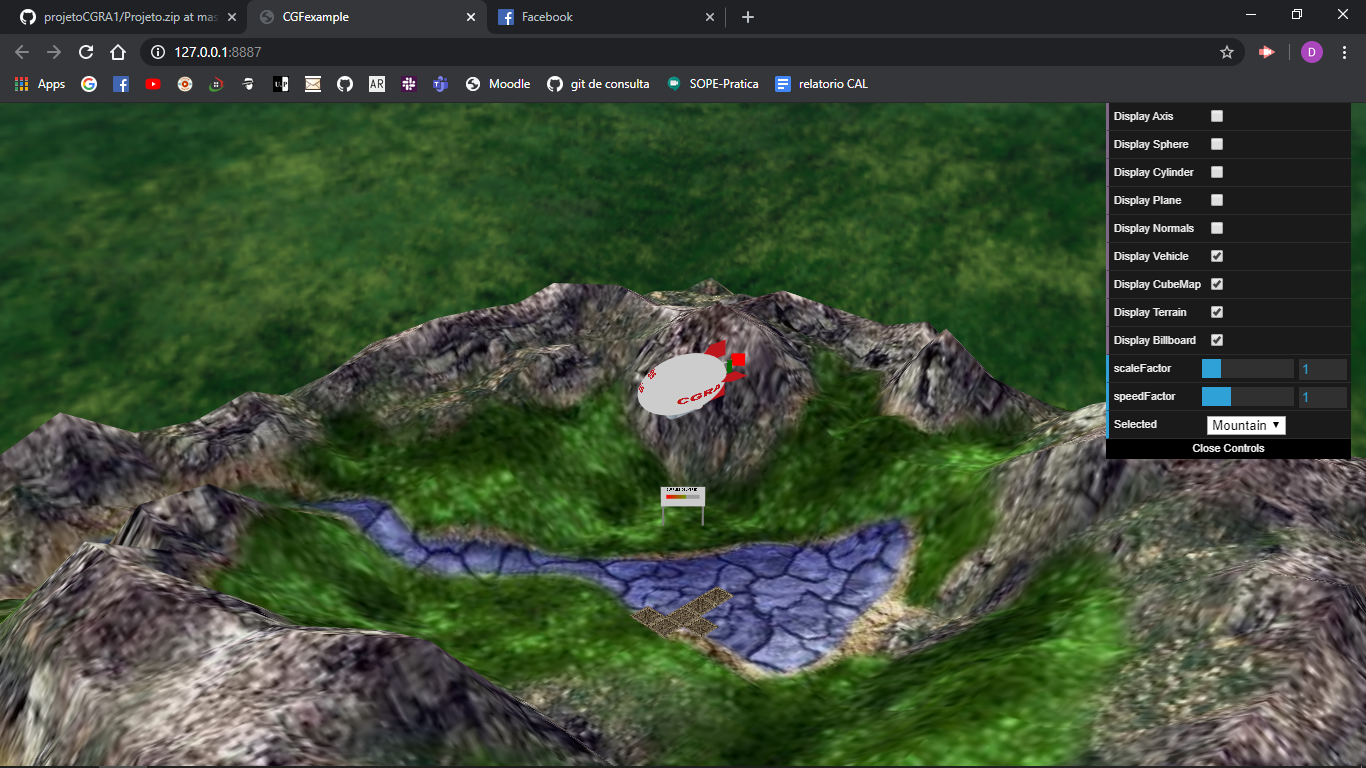 projetoCGRA1/Projeto.zip at mas
CGFexample
Facebook
127.0.0.1:8887
Apps
UP
AR
Moodle
git de consulta
SOPE-Pratica
relatorio CAL
D
Display Axis
Display Sphere
Display Cylinder
Display Plane
Display Normals
Display Vehicle
Display CubeMap
Display Terrain
Display Billboard
scaleFactor 1
speedFactor 1
Selected Mountain
Close Controls
CGRA